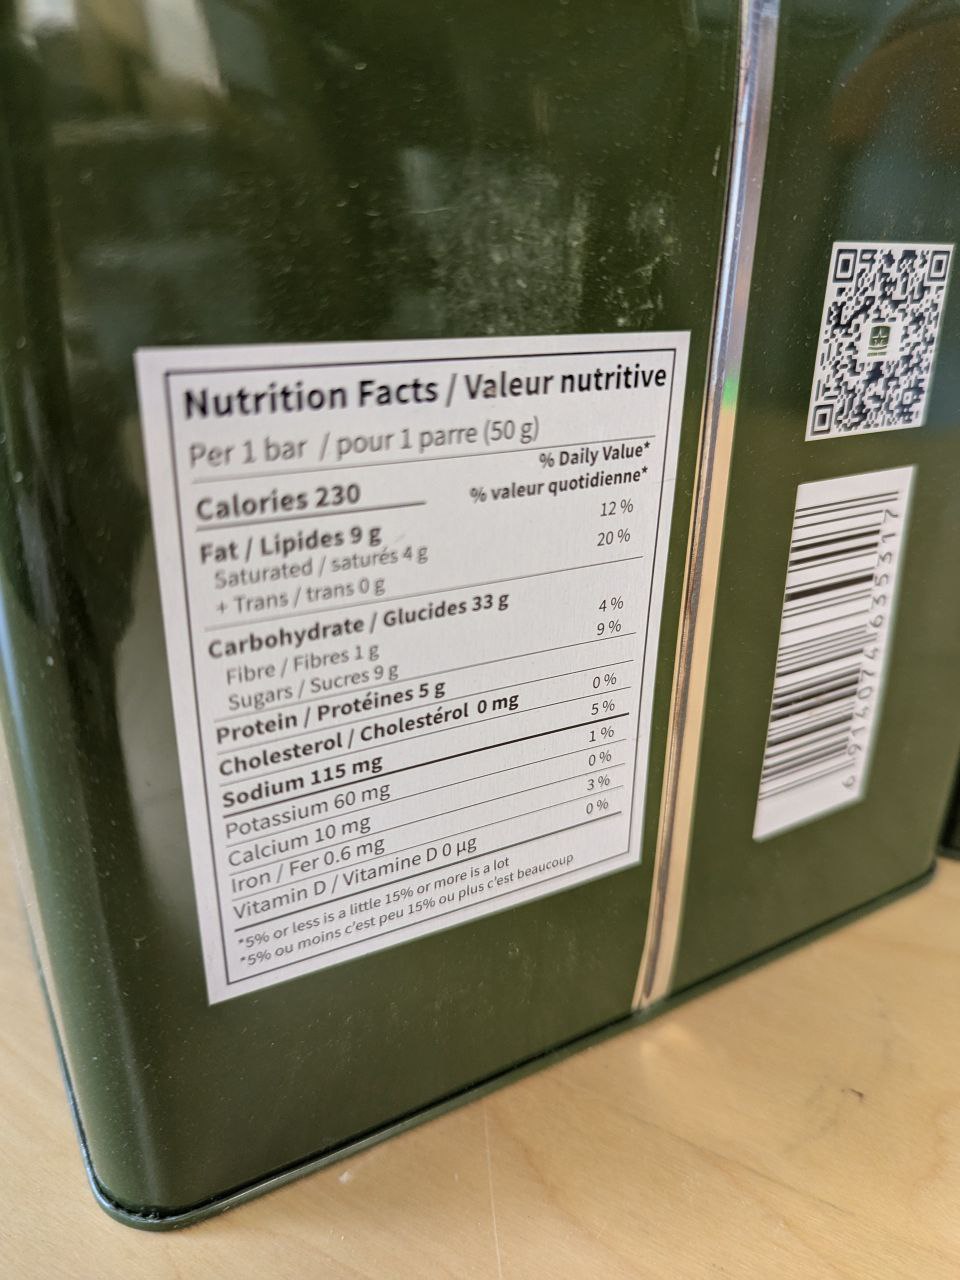 Nutrition Facts / Valeur nutritive
Per 1 bar / pour 1 parre (50 g)
% Daily Value*
% valeur quotidienne*
Calories 230
Fat / Lipides 9 g 12 %
Saturated / saturés 4 g 20 %
+ Trans / trans 0 g
Carbohydrate / Glucides 33 g
Fibre / Fibres 1 g 4 %
Sugars / Sucres 9 g 9 %
Protein / Protéines 5 g
Cholesterol / Cholestérol 0 mg 0 %
Sodium 115 mg 5 %
Potassium 60 mg 1 %
Calcium 10 mg 0 %
Iron / Fer 0.6 mg 3 %
Vitamin D / Vitamine D 0 µg 0 %
*5% or less is a little 15% or more is a lot
*5% ou moins c'est peu 15% ou plus c'est beaucoup
6 914074 635317